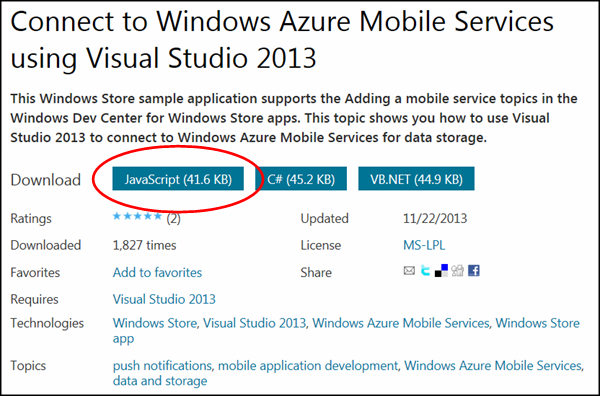 Connect to Windows Azure Mobile Services
using Visual Studio 2013
This Windows Store sample application supports the Adding a mobile service topics in the
Windows Dev Center for Windows Store apps. This topic shows you how to use Visual
Studio 2013 to connect to Windows Azure Mobile Services for data storage.
Download JavaScript (41.6 KB) C# (45.2 KB) VB.NET (44.9 KB)
Ratings (2) Updated 11/22/2013
Downloaded 1,827 times License MS-LPL
Favorites Add to favorites Share
Requires Visual Studio 2013
Technologies Windows Store, Visual Studio 2013, Windows Azure Mobile Services, Windows Store
app
Topics push notifications, mobile application development, Windows Azure Mobile Services,
data and storage